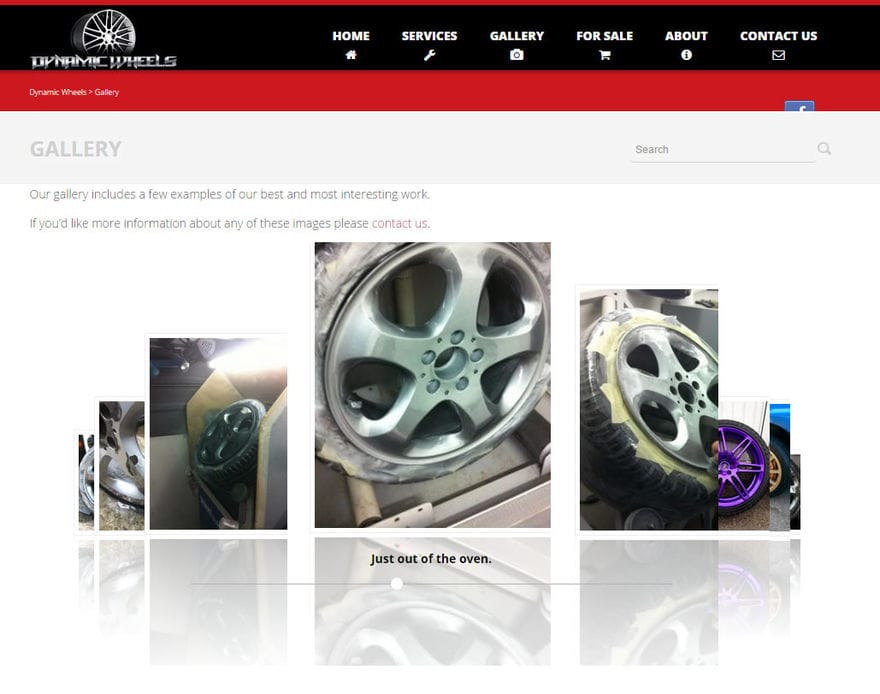 DYNAMIC WHEELS
HOME
SERVICES
GALLERY
FOR SALE
ABOUT
CONTACT US
Dynamic Wheels > Gallery
f
GALLERY
Search
Our gallery includes a few examples of our best and most interesting work.
If you'd like more information about any of these images please contact us.
Just out of the oven.